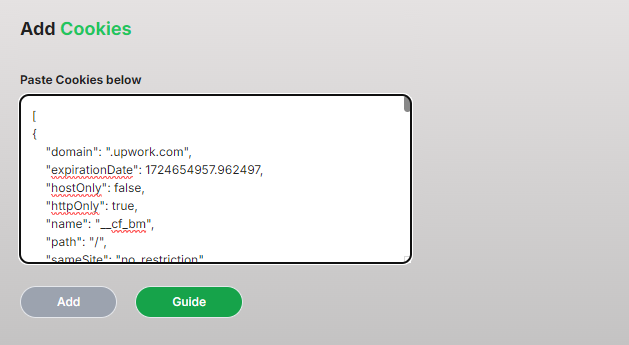 Add Cookies
Paste Cookies below
[
{
"domain": ".upwork.com",
"expirationDate": 1724654957.962497,
"hostOnly": false,
"httpOnly": true,
"name": "__cf_bm",
"path": "/",
"sameSite": "no_restriction"
Add
Guide